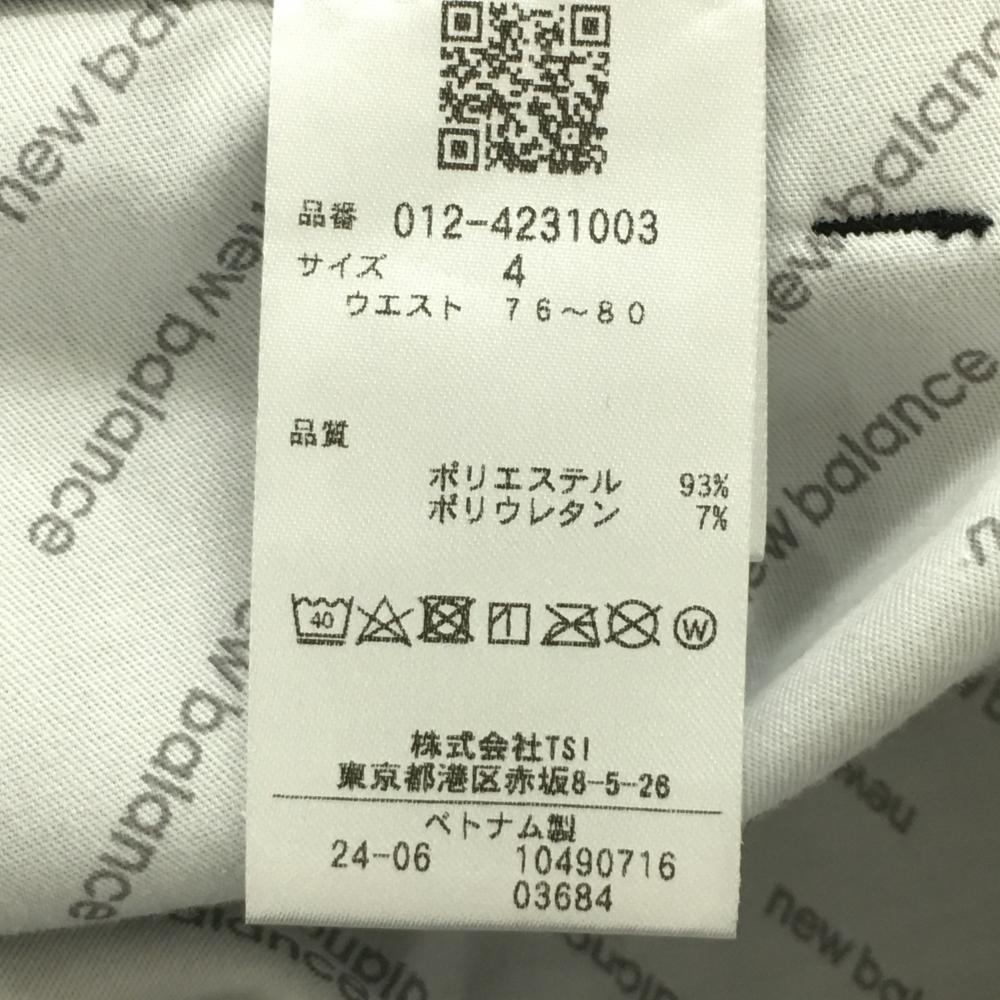 品番 012-4231003
サイズ 4
ウエスト 76～80
品質
ポリエステル 93%
ポリウレタン 7%
40
W
株式会社TSI
東京都港区赤坂8-5-26
ベトナム製
24-06 10490716
03684
new ba
new balance
new balance
new balance
balance
new balance
new balance
new ba